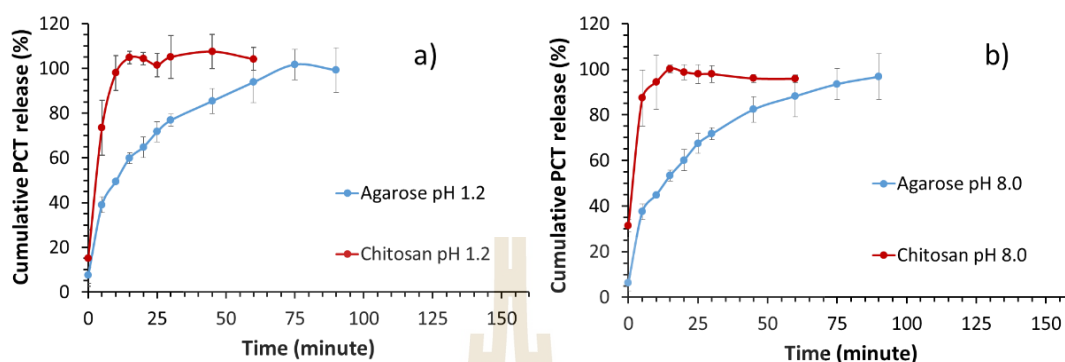 a)
Cumulative PCT release (%)
120
100
80
60
40
20
0
Agarose pH 1.2
Chitosan pH 1.2
0 25 50 75 100 125 150
Time (minute)
b)
Cumulative PCT release (%)
120
100
80
60
40
20
0
Agarose pH 8.0
Chitosan pH 8.0
0 25 50 75 100 125 150
Time (minute)